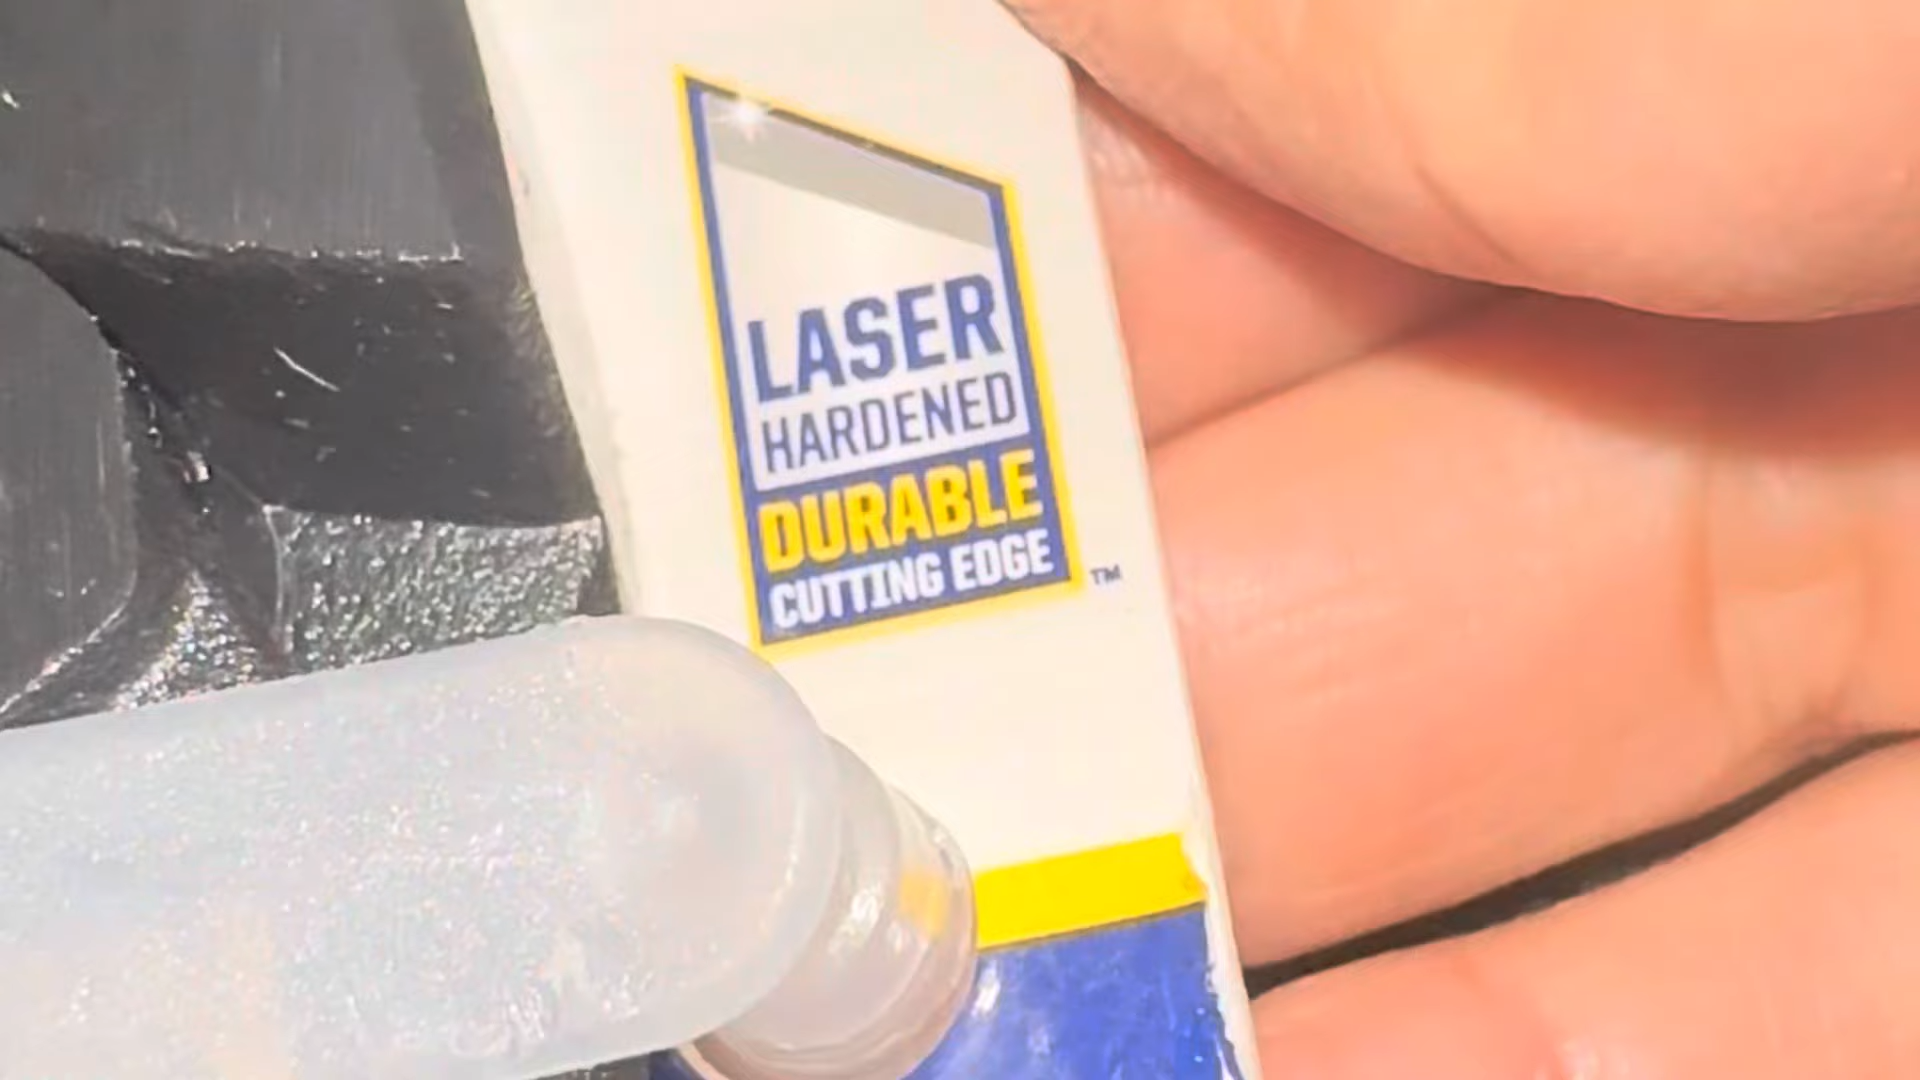 LASER
HARDENED
DURABLE
CUTTING EDGE
™